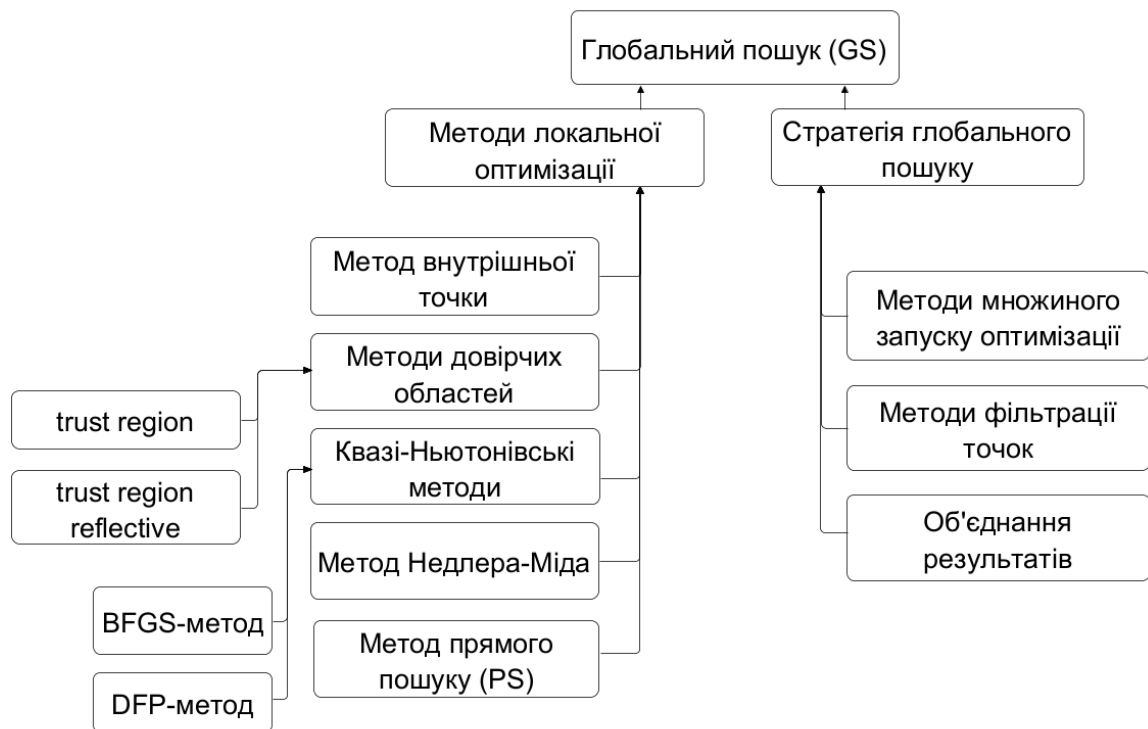 Глобальний пошук (GS)
Методи локальної
оптимізації
Стратегія глобального
пошуку
Метод внутрішньої
точки
Методи множиного
запуску оптимізації
Методи довірчих
областей
trust region
Методи фільтрації
точок
Квазі-Ньютонівські
методи
trust region
reflective
Об'єднання
результатів
Метод Недлера-Міда
BFGS-метод
Метод прямого
пошуку (PS)
DFP-метод